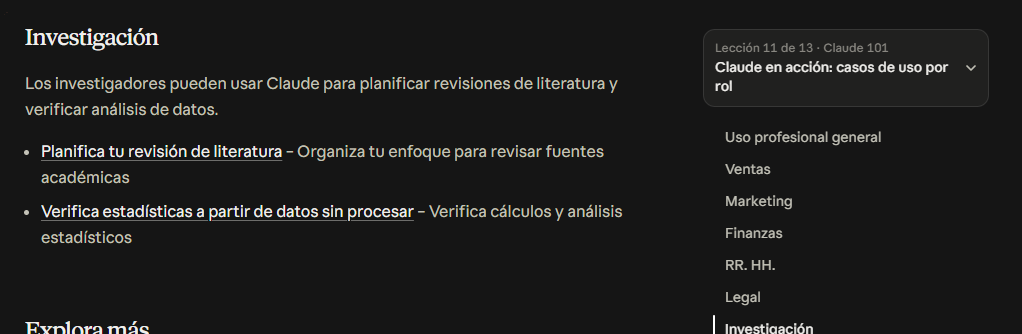 Investigación
Los investigadores pueden usar Claude para planificar revisiones de literatura y
verificar análisis de datos.
• Planifica tu revisión de literatura – Organiza tu enfoque para revisar fuentes
académicas
• Verifica estadísticas a partir de datos sin procesar – Verifica cálculos y análisis
estadísticos
Explora más
Lección 11 de 13 · Claude 101
Claude en acción: casos de uso por
rol
Uso profesional general
Ventas
Marketing
Finanzas
RR. HH.
Legal
Investigación